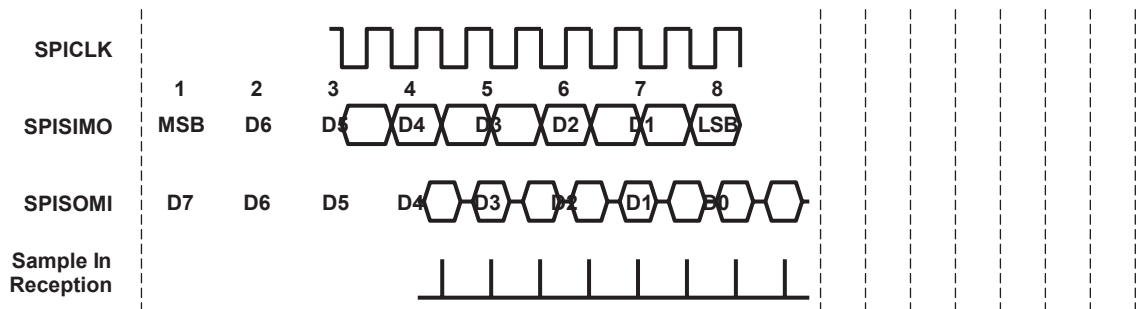 SPICLK
1 2 3 4 5 6 7 8
SPISIMO MSB D6 D5 D4 D3 D2 D1 LSB
SPISOMI D7 D6 D5 D4 D3 D2 D1 D0
Sample In
Reception